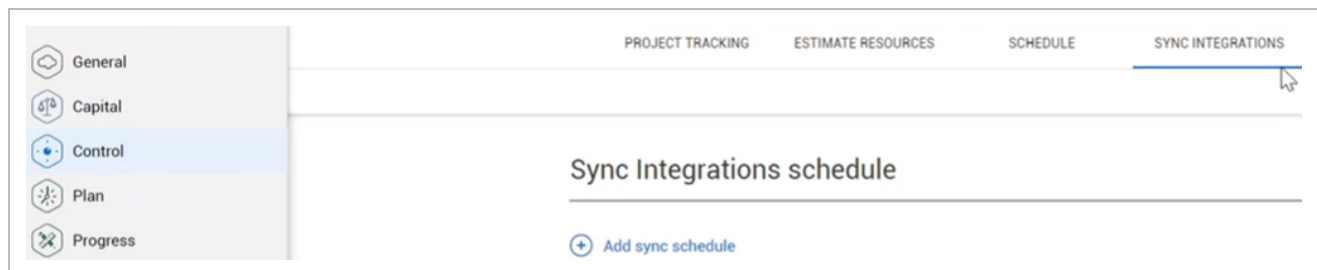 General
Capital
Control
Plan
Progress
PROJECT TRACKING ESTIMATE RESOURCES SCHEDULE SYNC INTEGRATIONS
Sync Integrations schedule
Add sync schedule